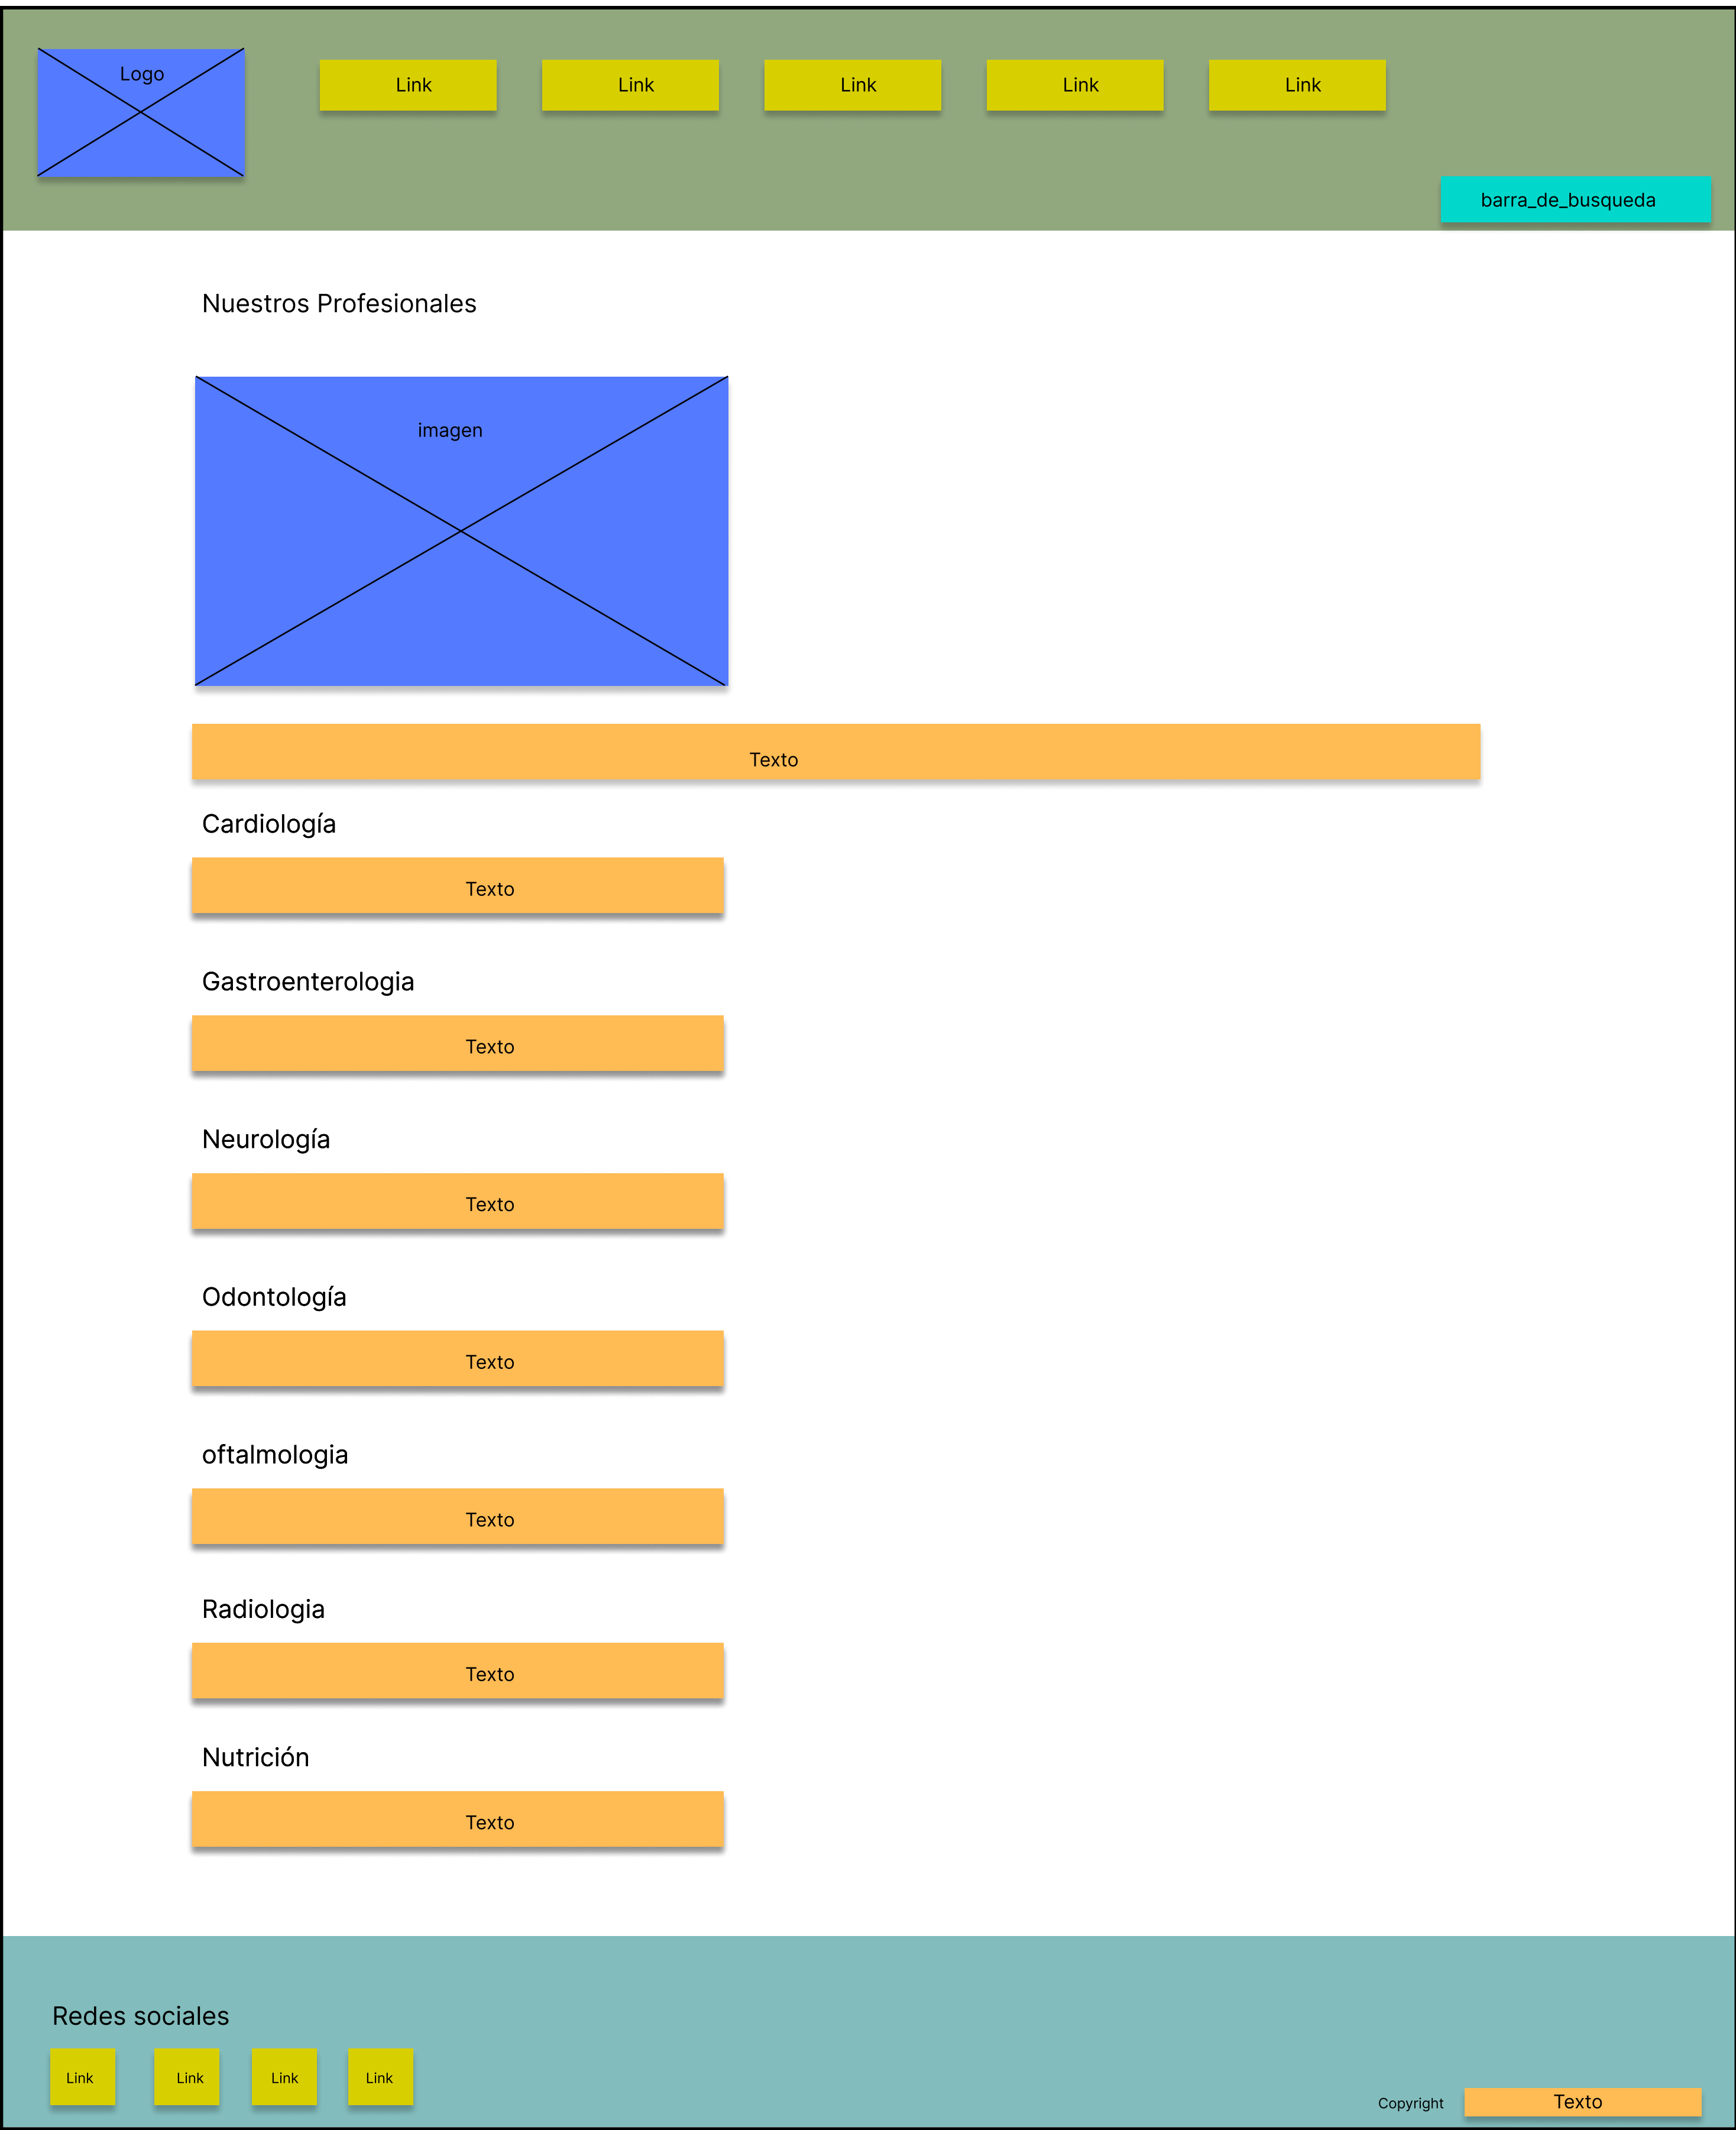 Logo
Link
Link
Link
Link
Link
barra_de_busqueda
Nuestros Profesionales
imagen
Texto
Cardiología
Texto
Gastroenterologia
Texto
Neurología
Texto
Odontología
Texto
oftalmologia
Texto
Radiologia
Texto
Nutrición
Texto
Redes sociales
Link
Link
Link
Link
Copyright
Texto